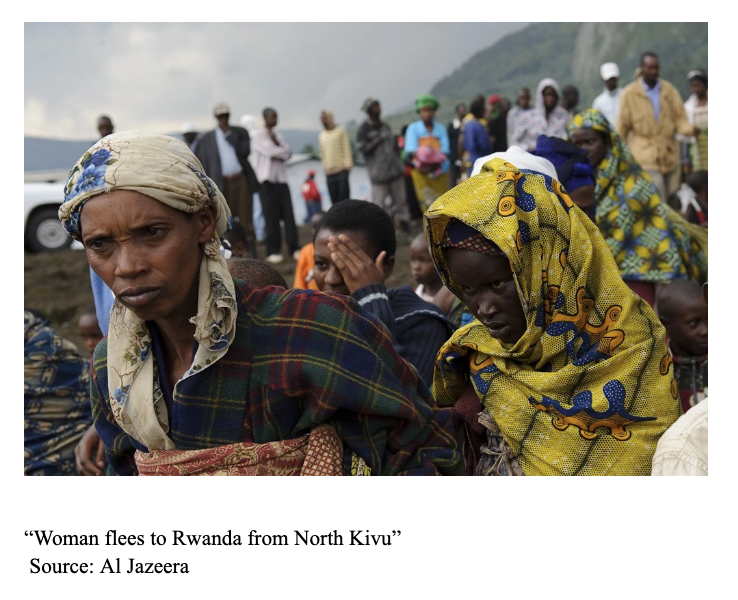 “Woman flees to Rwanda from North Kivu”
Source: Al Jazeera